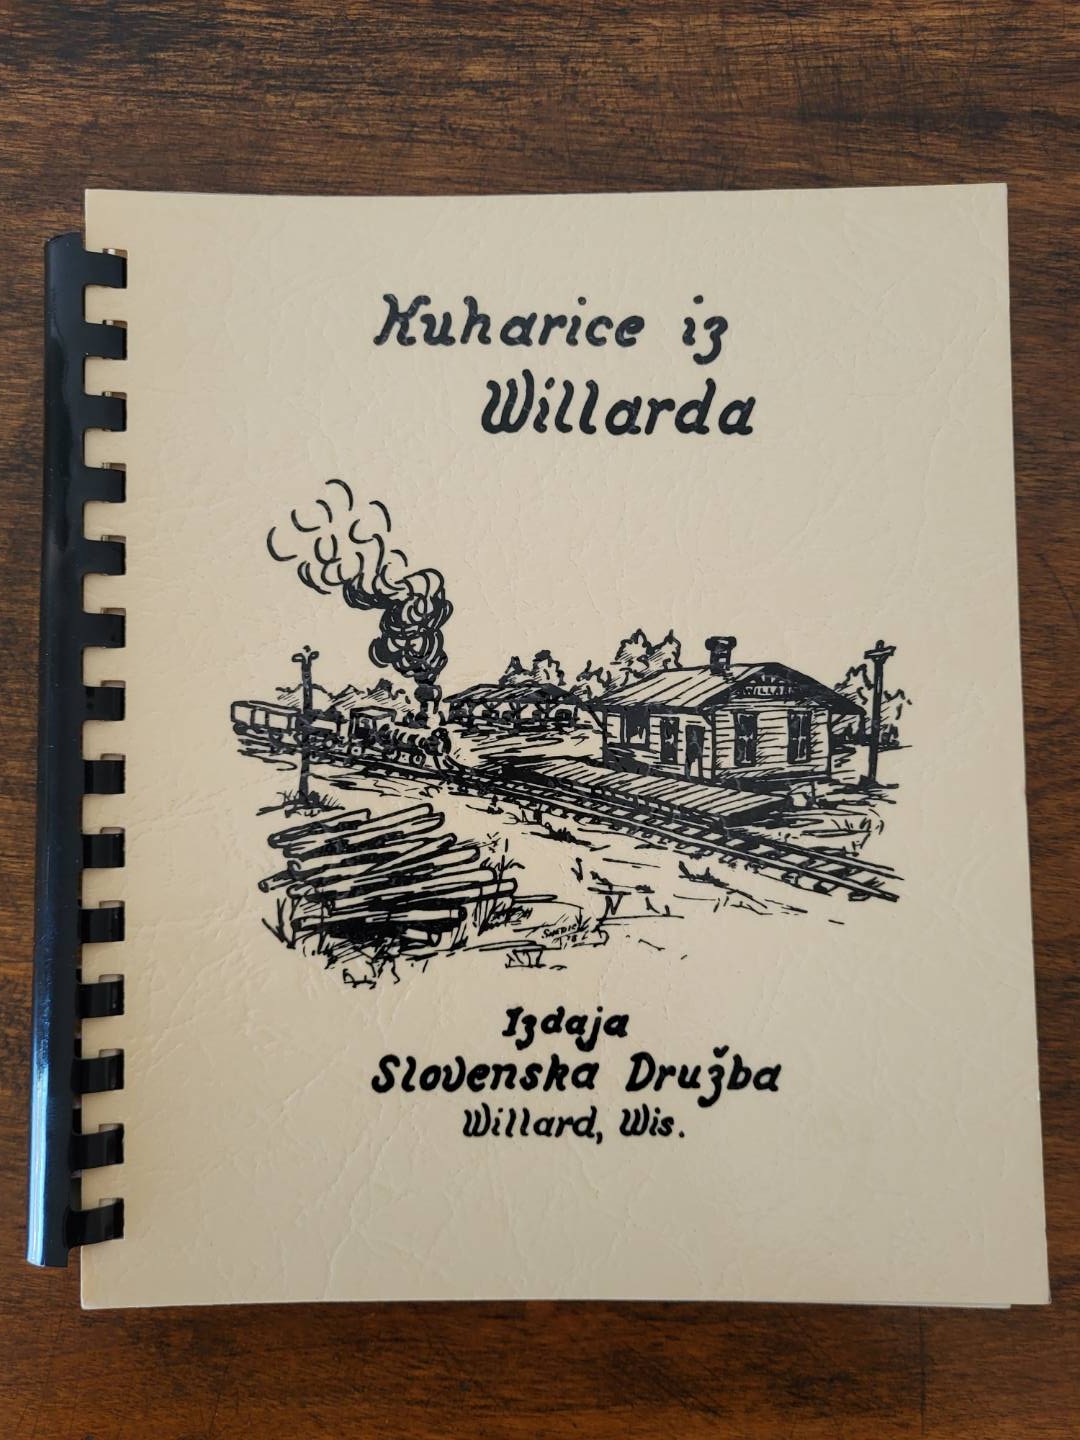 Kuharice iz
Willarda
Izdaja
Slovenska Družba
Willard, Wis.